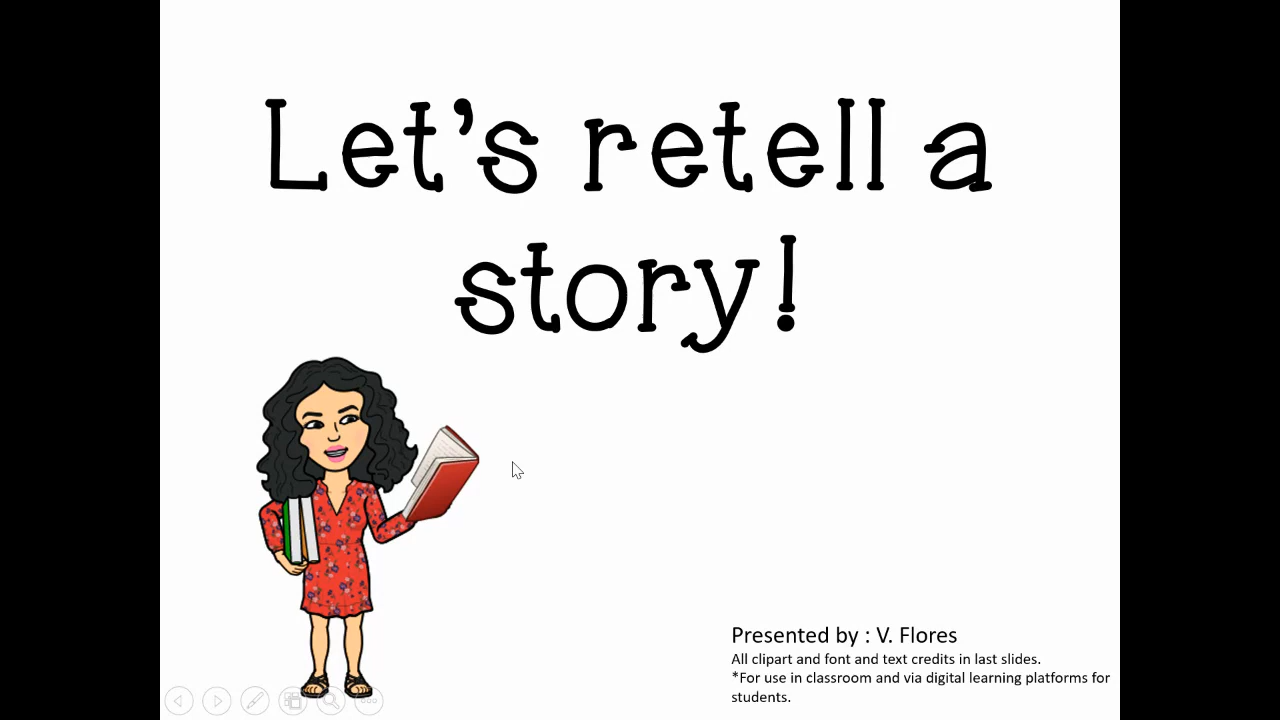 Let's retell a
story!
Presented by : V. Flores
All clipart and font and text credits in last slides.
*For use in classroom and via digital learning platforms for
students.